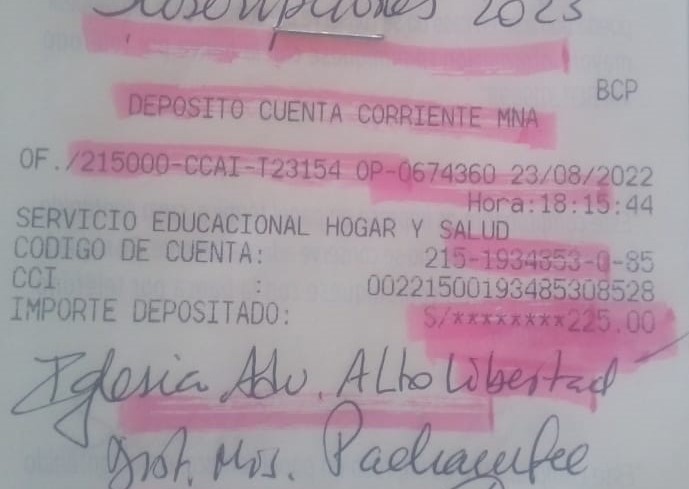 Suscripciones 2023
BCP
DEPOSITO CUENTA CORRIENTE MNA
OF./215000-CCAI-T23154 OP-0674360 23/08/2022
Hora:18:15:44
SERVICIO EDUCACIONAL HOGAR Y SALUD
CODIGO DE CUENTA: 215-1934853-0-85
CCI : 00221500193485308528
IMPORTE DEPOSITADO: S/********225.00
Iglesia Adv. Alto Libertad
Mis.